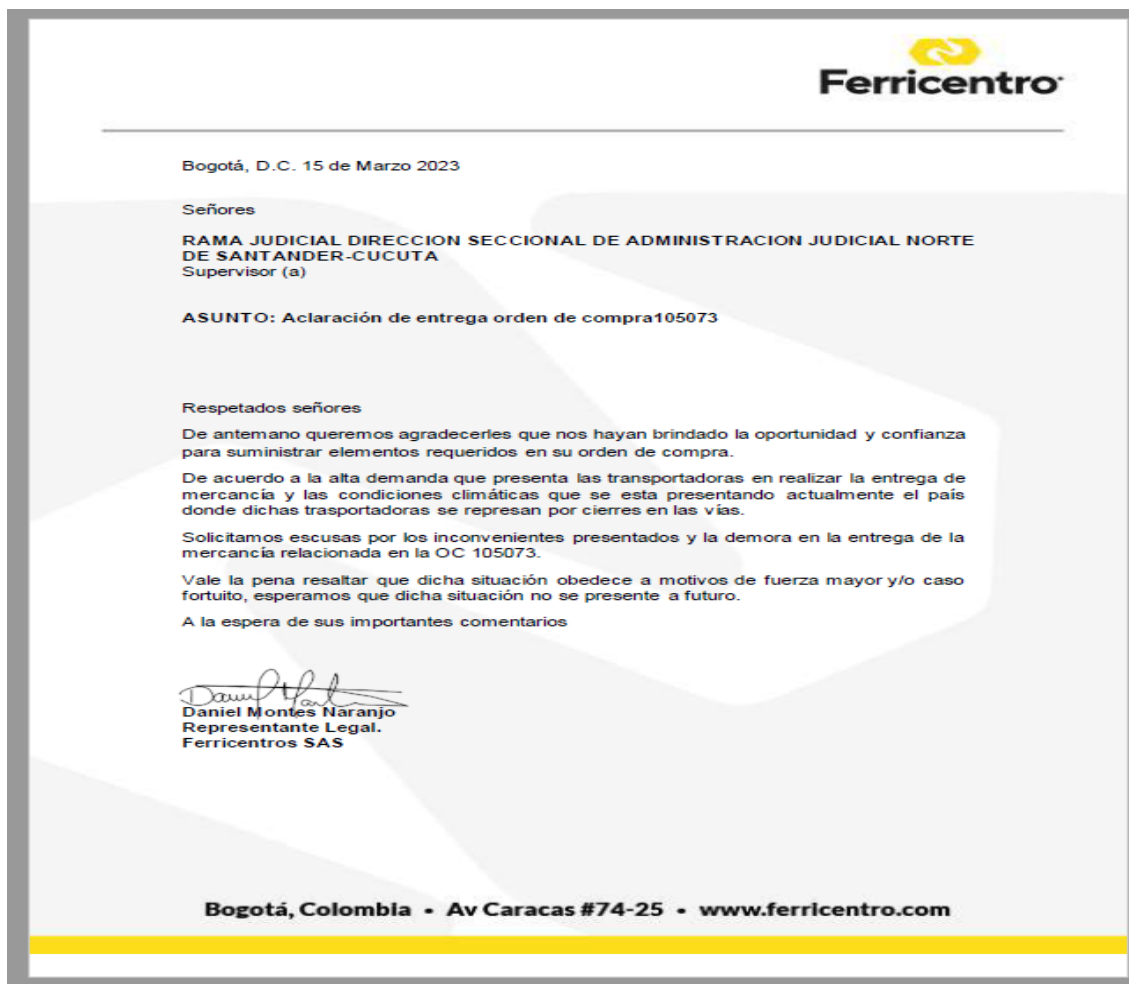 Ferricentro
Bogotá, D.C. 15 de Marzo 2023
Señores
RAMA JUDICIAL DIRECCION SECCIONAL DE ADMINISTRACION JUDICIAL NORTE
DE SANTANDER-CUCUTA
Supervisor (a)
ASUNTO: Aclaración de entrega orden de compra105073
Respetados señores
De antemano queremos agradecerles que nos hayan brindado la oportunidad y confianza
para suministrar elementos requeridos en su orden de compra.
De acuerdo a la alta demanda que presenta las transportadoras en realizar la entrega de
mercancía y las condiciones climáticas que se esta presentando actualmente el país
donde dichas trasportadoras se represan por cierres en las vías.
Solicitamos escusas por los inconvenientes presentados y la demora en la entrega de la
mercancía relacionada en la OC 105073.
Vale la pena resaltar que dicha situación obedece a motivos de fuerza mayor y/o caso
fortuito, esperamos que dicha situación no se presente a futuro.
A la espera de sus importantes comentarios
Daniel Montes Naranjo
Representante Legal.
Ferricentros SAS
Bogotá, Colombia • Av Caracas #74-25 • www.ferricentro.com